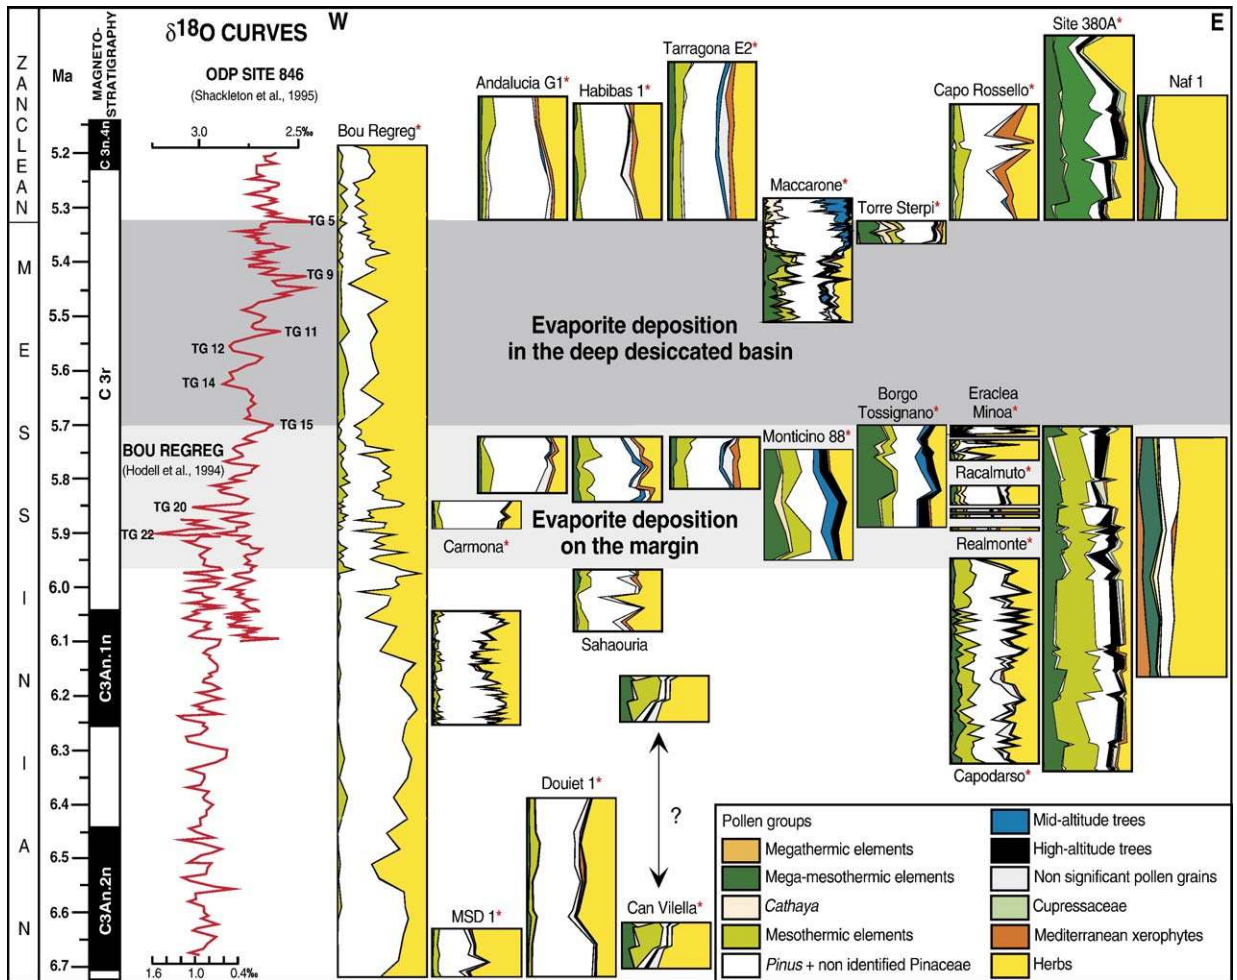 W
E
δ18O CURVES
ODP SITE 846
(Shackleton et al., 1995)
3.0
2.5‰
Ma
MAGNETO-
STRATIGRAPHY
ZANCLEAN
MESSINIAN
5.2
5.3
5.4
5.5
5.6
5.7
5.8
5.9
6.0
6.1
6.2
6.3
6.4
6.5
6.6
6.7
C 3n.4n
C 3r
C3An.1n
C3An.2n
TG 5
TG 9
TG 11
TG 12
TG 14
TG 15
BOU REGREG
(Hodell et al., 1994)
TG 20
TG 22
1.6
1.0
0.4‰
Bou Regreg*
Andalucia G1*
Habibas 1*
Tarragona E2*
Maccarone*
Torre Sterpi*
Capo Rossello*
Site 380A*
Naf 1
Evaporite deposition
in the deep desiccated basin
Borgo
Tossignano*
Eraclea
Minoa*
Monticino 88*
Racalmuto*
Evaporite deposition
on the margin
Carmona*
Realmonte*
Sahaouria
Capodarso*
Douiet 1*
?
MSD 1*
Can Vilella*
Pollen groups
Megathermic elements
Mega-mesothermic elements
Cathaya
Mesothermic elements
Pinus + non identified Pinaceae
Mid-altitude trees
High-altitude trees
Non significant pollen grains
Cupressaceae
Mediterranean xerophytes
Herbs